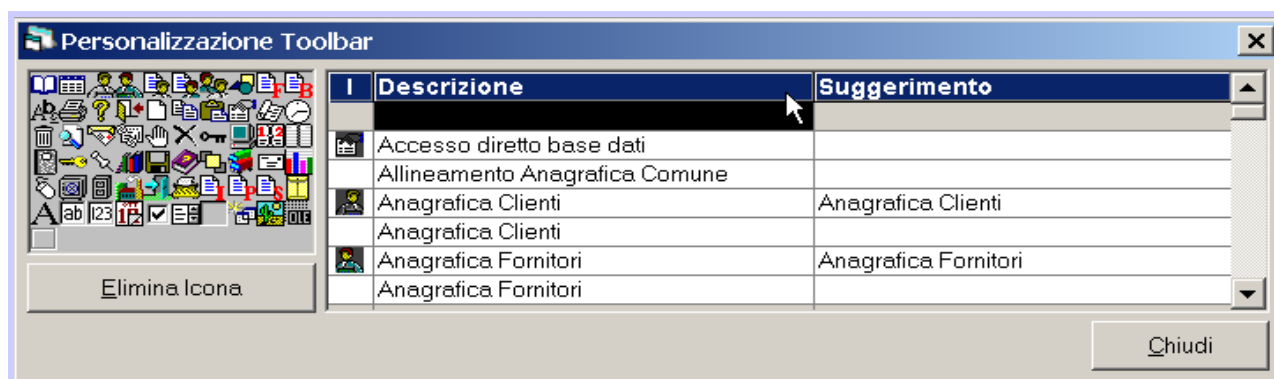 Personalizzazione Toolbar
I Descrizione Suggerimento
Accesso diretto base dati
Allineamento Anagrafica Comune
Anagrafica Clienti Anagrafica Clienti
Anagrafica Clienti
Anagrafica Fornitori Anagrafica Fornitori
Anagrafica Fornitori
Elimina Icona
Chiudi